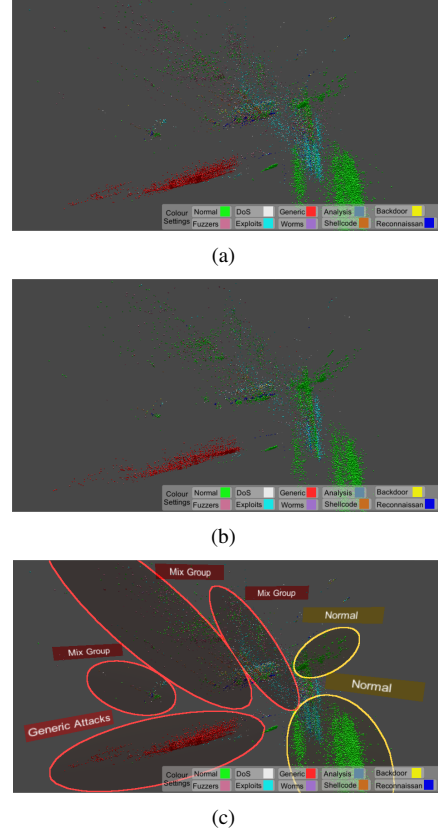 Colour Settings Normal DoS Generic Analysis Backdoor
Fuzzers Exploits Worms Shellcode Reconnaissan
(a)
Colour Settings Normal DoS Generic Analysis Backdoor
Fuzzers Exploits Worms Shellcode Reconnaissan
(b)
Mix Group
Mix Group
Normal
Mix Group
Normal
Generic Attacks
Colour Settings Normal DoS Generic Analysis Backdoor
Fuzzers Exploits Worms Shellcode Reconnaissan
(c)